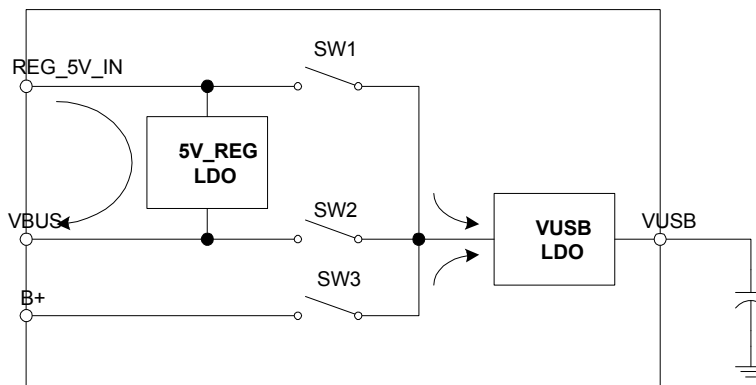 SW1
REG_5V_IN
5V_REG
LDO
VBUS
SW2
VUSB
LDO
VUSB
SW3
B+